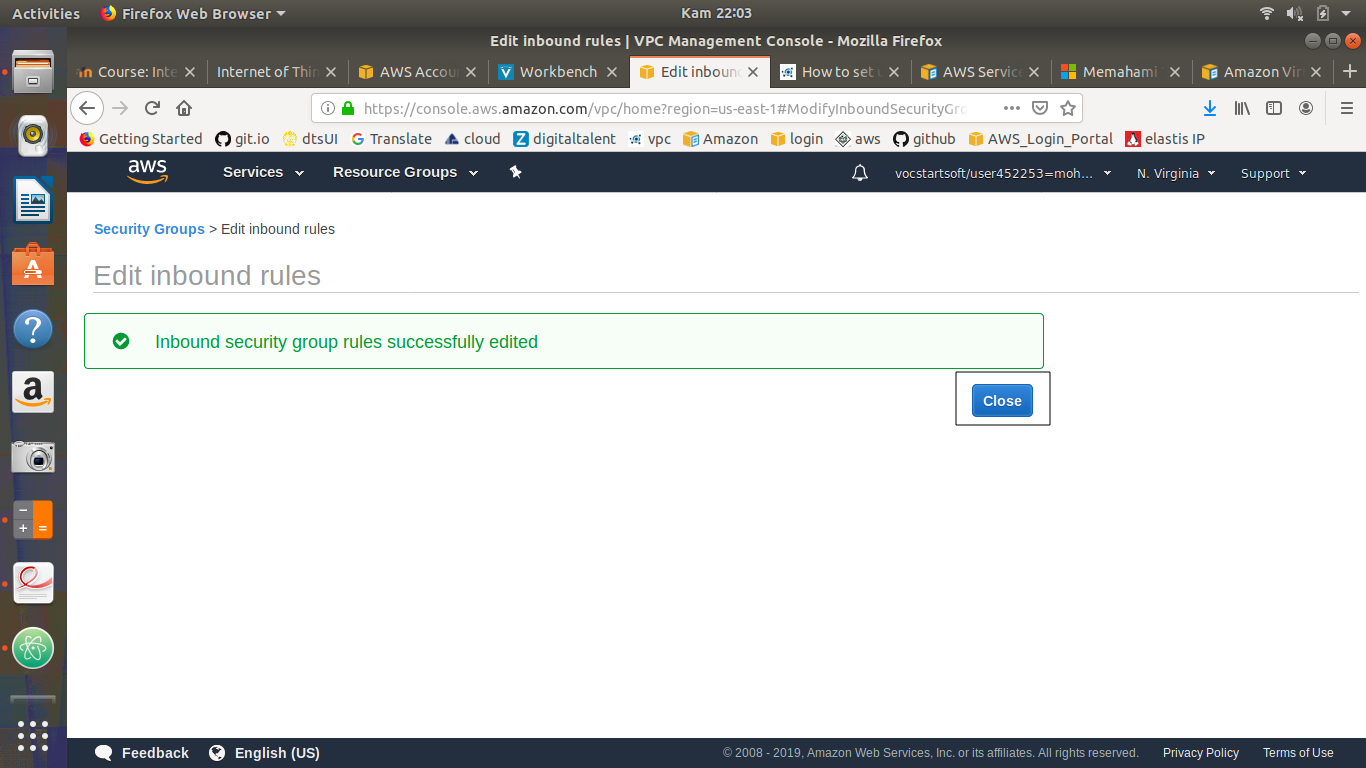 Activities Firefox Web Browser Kam 22:03
Edit inbound rules | VPC Management Console - Mozilla Firefox
Course: Inte Internet of Thin AWS Accou Workbench Edit inboun How to set u AWS Servic Memahami Amazon Vir
https://console.aws.amazon.com/vpc/home?region=us-east-1#ModifyInboundSecurityGro
Getting Started git.io dtsUI Translate cloud digitaltalent vpc Amazon login aws github AWS_Login_Portal elastis IP
aws Services Resource Groups vocstartsoft/user452253=moh... N. Virginia Support
Security Groups > Edit inbound rules
Edit inbound rules
Inbound security group rules successfully edited
Close
Feedback English (US) © 2008 - 2019, Amazon Web Services, Inc. or its affiliates. All rights reserved. Privacy Policy Terms of Use